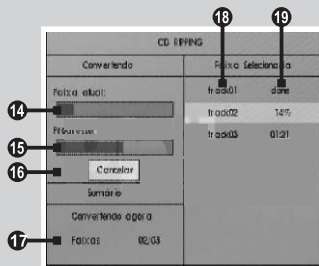 18 19
CD RIPPING
Convertendo
Faixa Selecionada
Faixa atual:
track01 done
14
track02 14%
Progresso:
track03 01:21
15
16 Cancelar
Sumário
Convertendo agora
17 Faixas 02/03